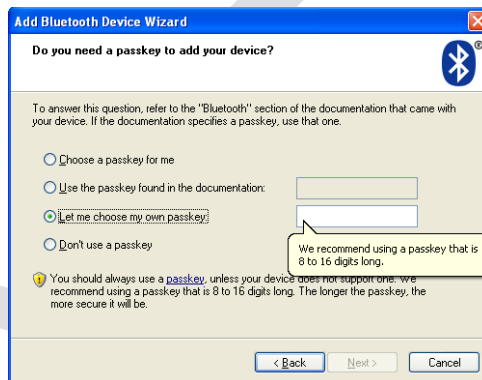 Add Bluetooth Device Wizard
Do you need a passkey to add your device?
®
To answer this question, refer to the "Bluetooth" section of the documentation that came with
your device. If the documentation specifies a passkey, use that one.
Choose a passkey for me
Use the passkey found in the documentation:
Let me choose my own passkey:
Don't use a passkey
We recommend using a passkey that is
8 to 16 digits long.
You should always use a passkey, unless your device does not support one. We
recommend using a passkey that is 8 to 16 digits long. The longer the passkey, the
more secure it will be.
< Back Next > Cancel